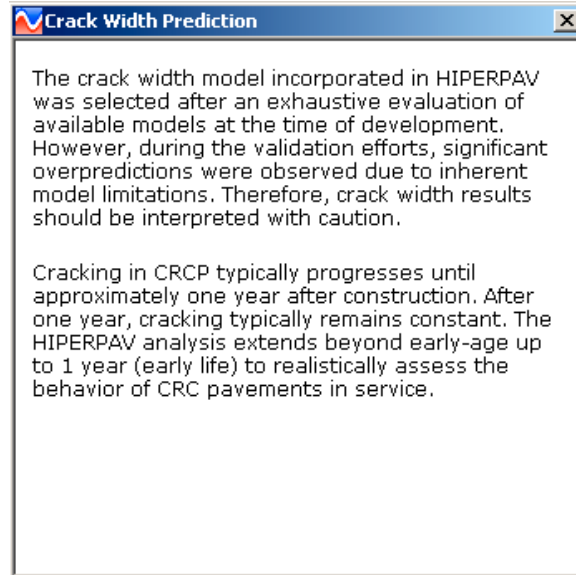 Crack Width Prediction
The crack width model incorporated in HIPERPAV
was selected after an exhaustive evaluation of
available models at the time of development.
However, during the validation efforts, significant
overpredictions were observed due to inherent
model limitations. Therefore, crack width results
should be interpreted with caution.
Cracking in CRCP typically progresses until
approximately one year after construction. After
one year, cracking typically remains constant. The
HIPERPAV analysis extends beyond early-age up
to 1 year (early life) to realistically assess the
behavior of CRC pavements in service.